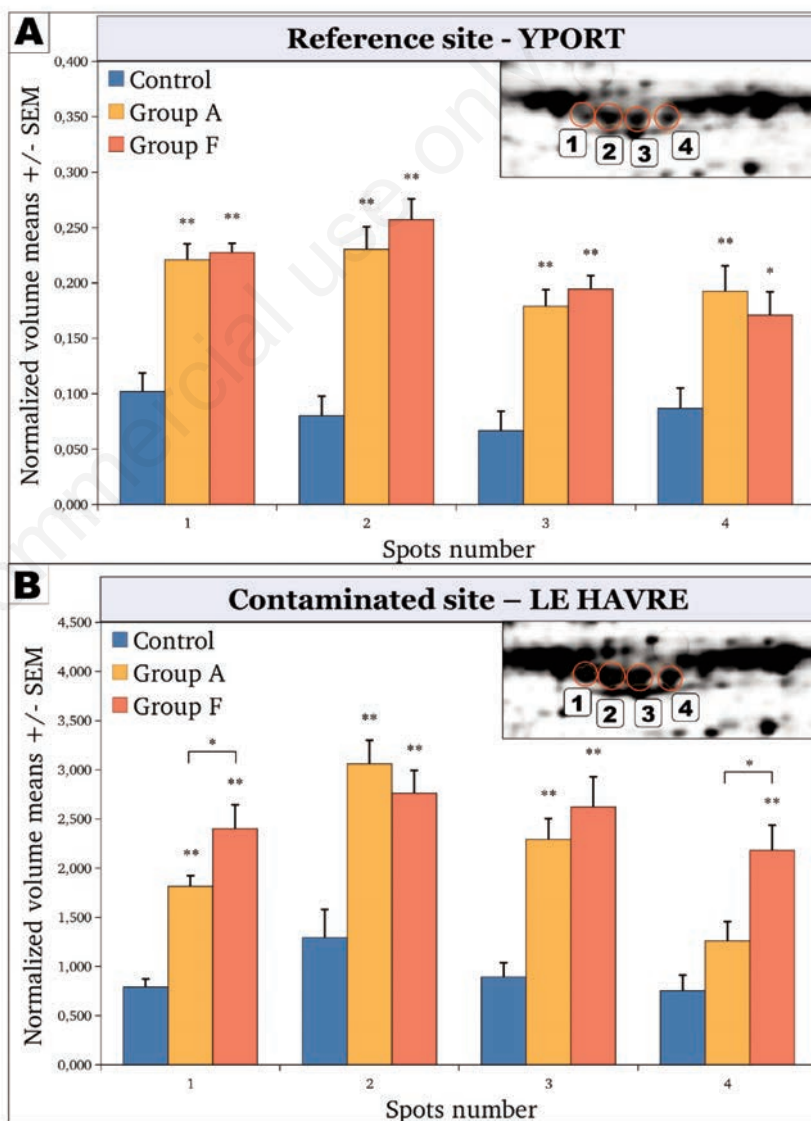 A
Reference site - YPORT
Normalized volume means +/- SEM
0,400
0,350
0,300
0,250
0,200
0,150
0,100
0,050
0,000
Control
Group A
Group F
1 2 3 4
** **
** **
** **
** *
1 2 3 4
Spots number
B
Contaminated site – LE HAVRE
Normalized volume means +/- SEM
4,500
4,000
3,500
3,000
2,500
2,000
1,500
1,000
0,500
0,000
Control
Group A
Group F
1 2 3 4
*
** **
** **
** **
*
**
1 2 3 4
Spots number
mmercial use only